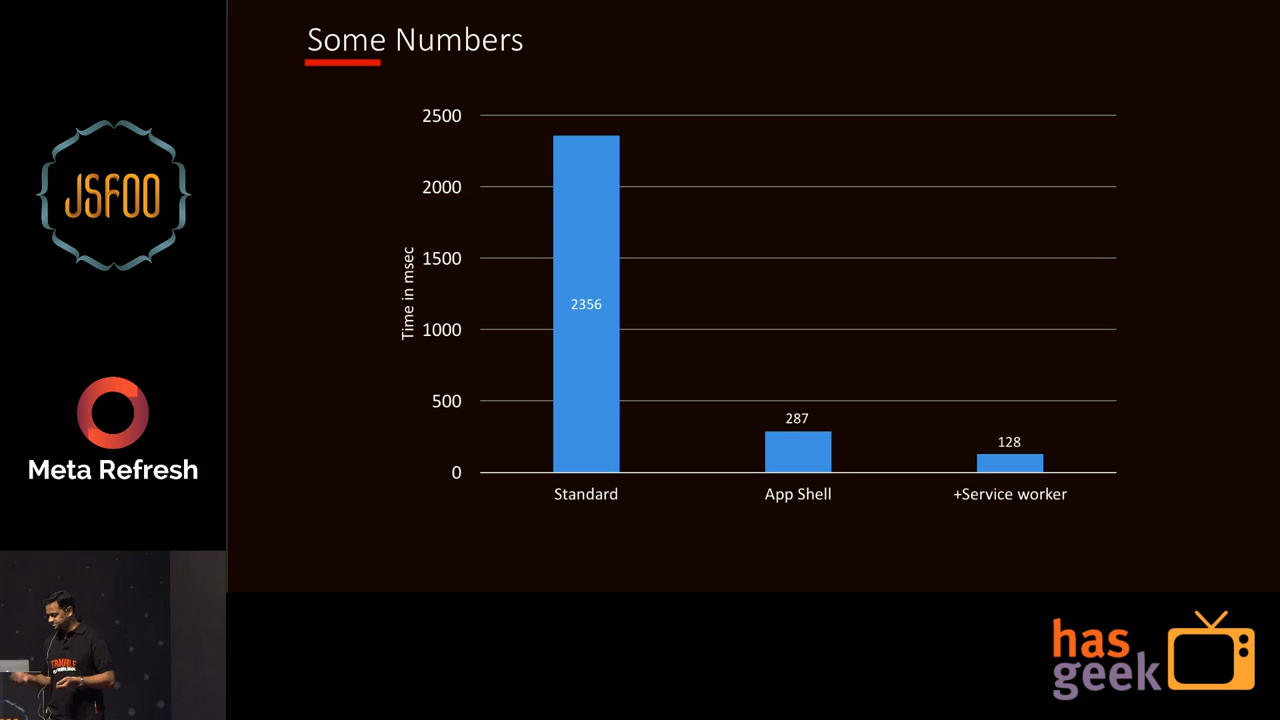 Some Numbers
JSFOO
Meta Refresh
Time in msec
2500
2000
1500
1000
500
0
2356
287
128
Standard
App Shell
+Service worker
has
geek